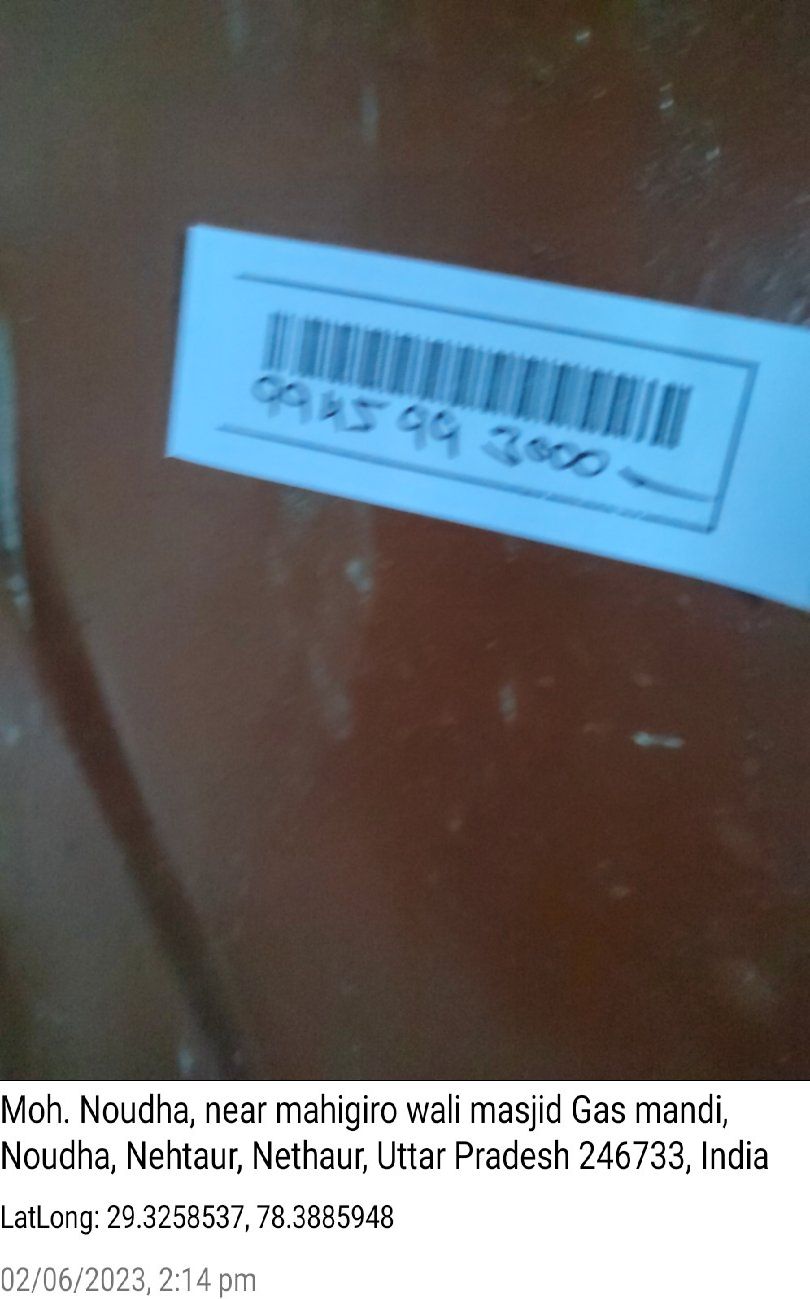 Moh. Noudha, near mahigiro wali masjid Gas mandi,
Noudha, Nehtaur, Nethaur, Uttar Pradesh 246733, India
LatLong: 29.3258537, 78.3885948
02/06/2023, 2:14 pm